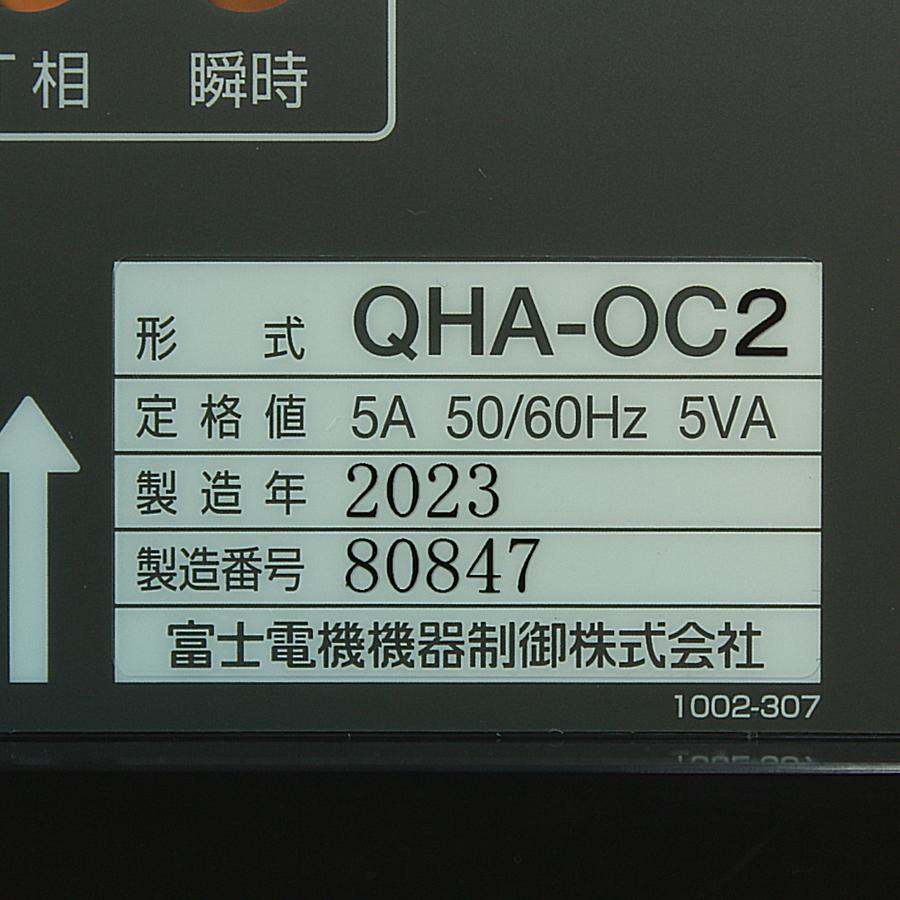 T相 瞬時
形式 QHA-OC2
定格値 5A 50/60Hz 5VA
製造年 2023
製造番号 80847
富士電機機器制御株式会社
1002-307